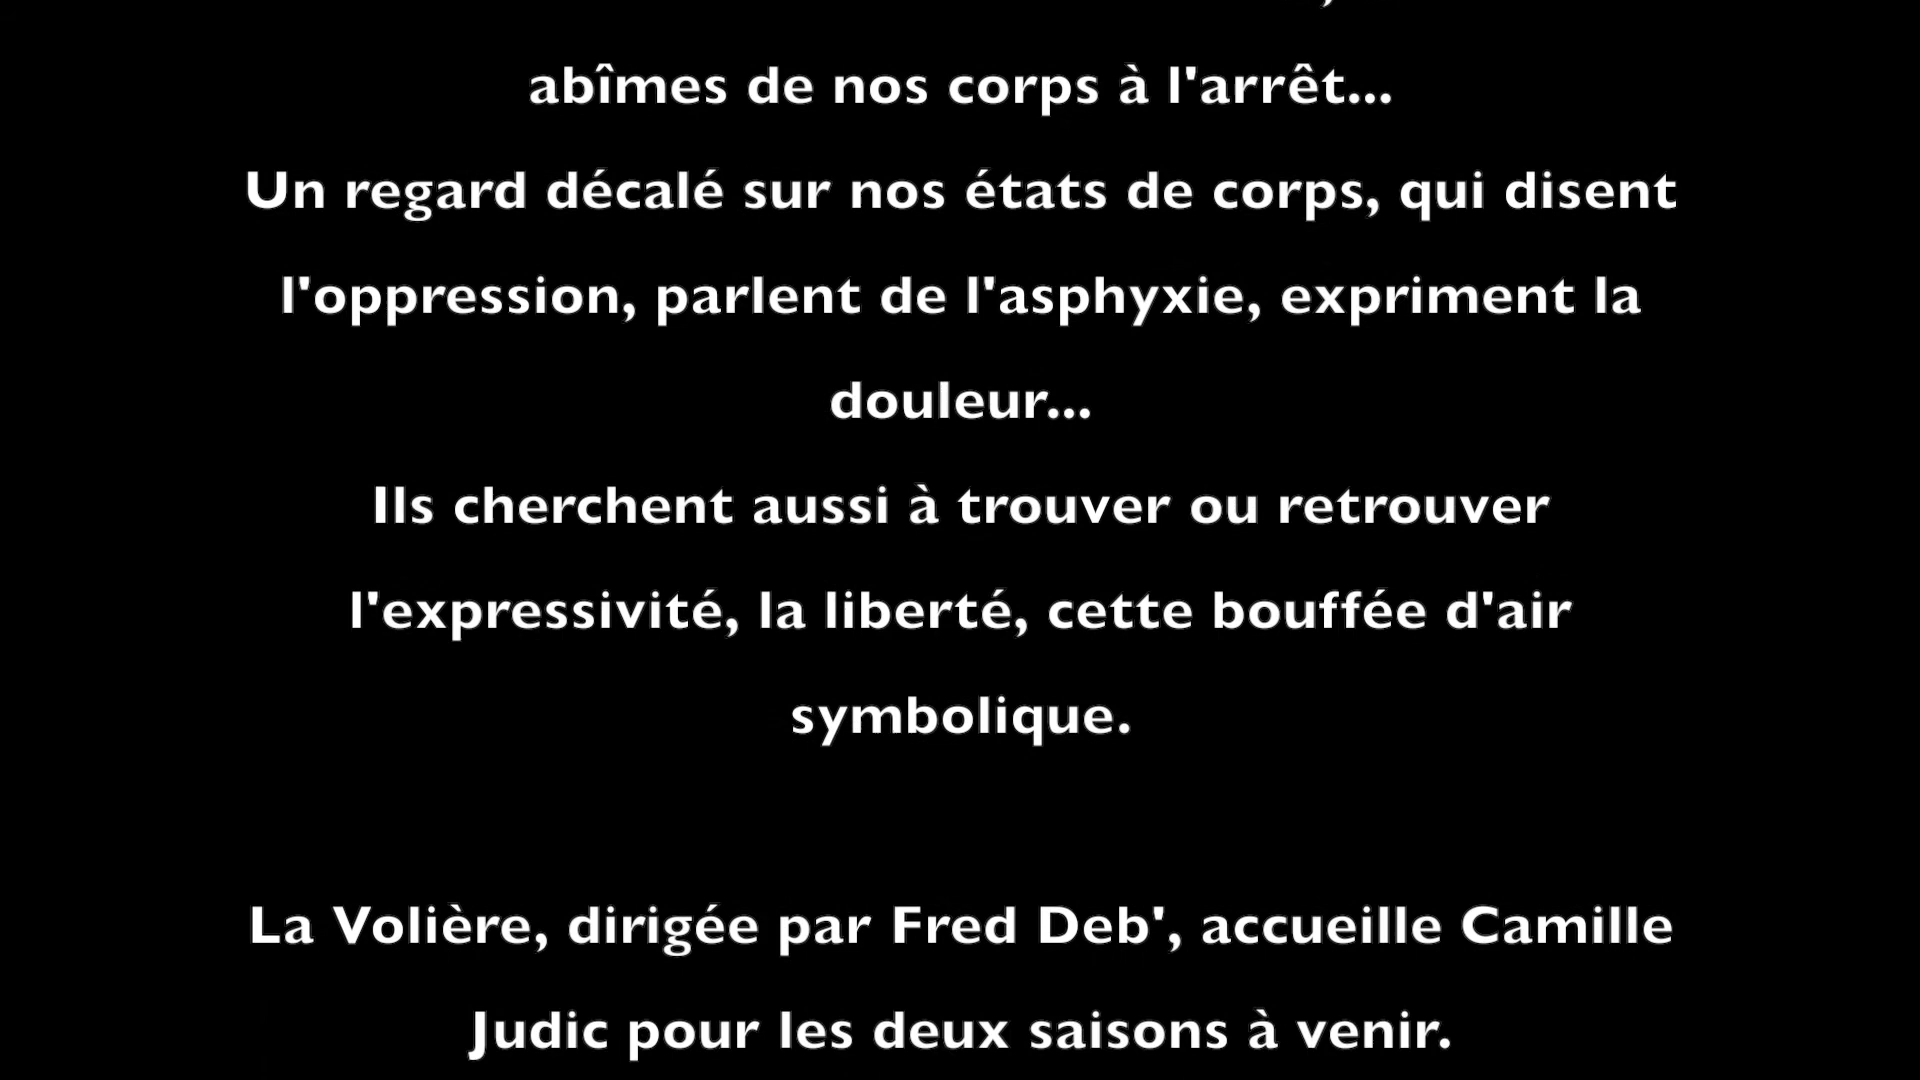 abîmes de nos corps à l'arrêt...
Un regard décalé sur nos états de corps, qui disent
l'oppression, parlent de l'asphyxie, expriment la
douleur...
Ils cherchent aussi à trouver ou retrouver
l'expressivité, la liberté, cette bouffée d'air
symbolique.
La Volière, dirigée par Fred Deb', accueille Camille
Judic pour les deux saisons à venir.